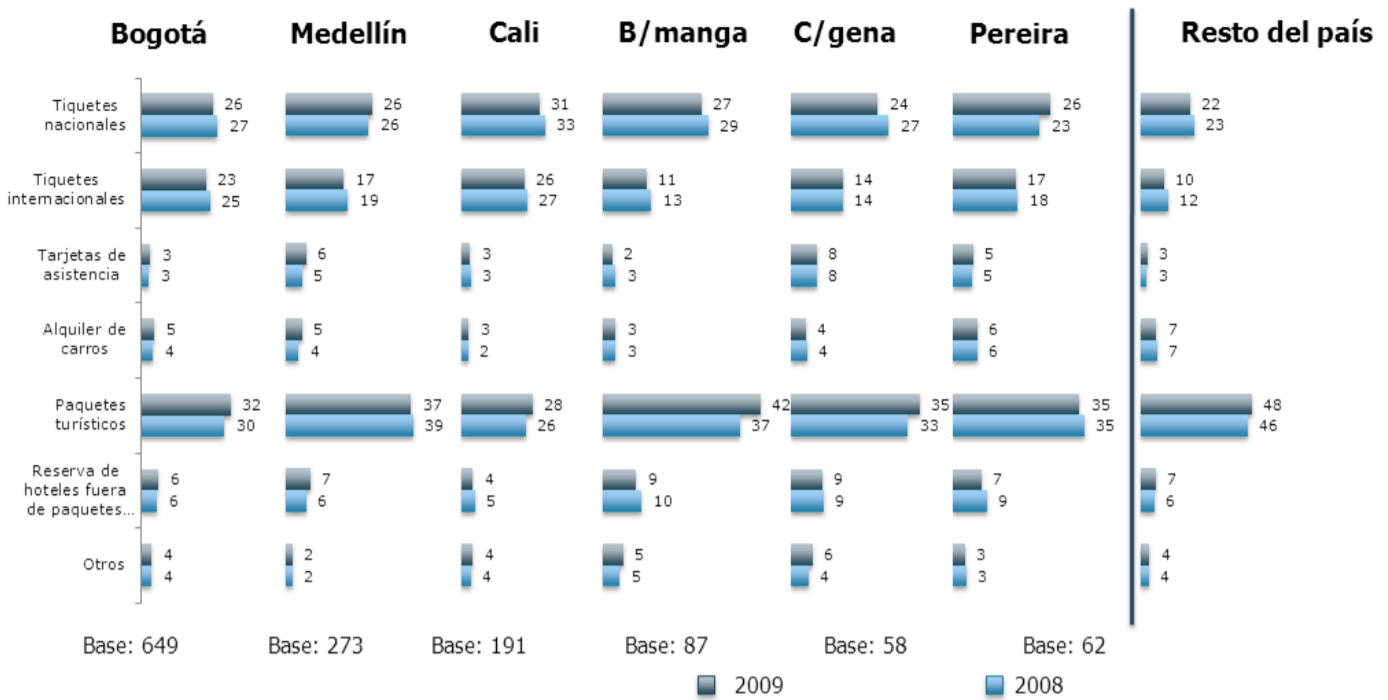 Bogotá Medellín Cali B/manga C/gena Pereira Resto del país
Tiquetes
nacionales
26 26 31 27 24 26 22
27 26 33 29 27 23 23
Tiquetes
internacionales
23 17 26 11 14 17 10
25 19 27 13 14 18 12
Tarjetas de
asistencia
3 6 3 2 8 5 3
3 5 3 3 8 5 3
Alquiler de
carros
5 5 3 3 4 6 7
4 4 2 3 4 6 7
Paquetes
turísticos
32 37 28 42 35 35 48
30 39 26 37 33 35 46
Reserva de
hoteles fuera
de paquetes...
6 7 4 9 9 7 7
6 6 5 10 9 9 6
Otros
4 2 4 5 6 3 4
4 2 4 5 4 3 4
Base: 649 Base: 273 Base: 191 Base: 87 Base: 58 Base: 62
2009 2008